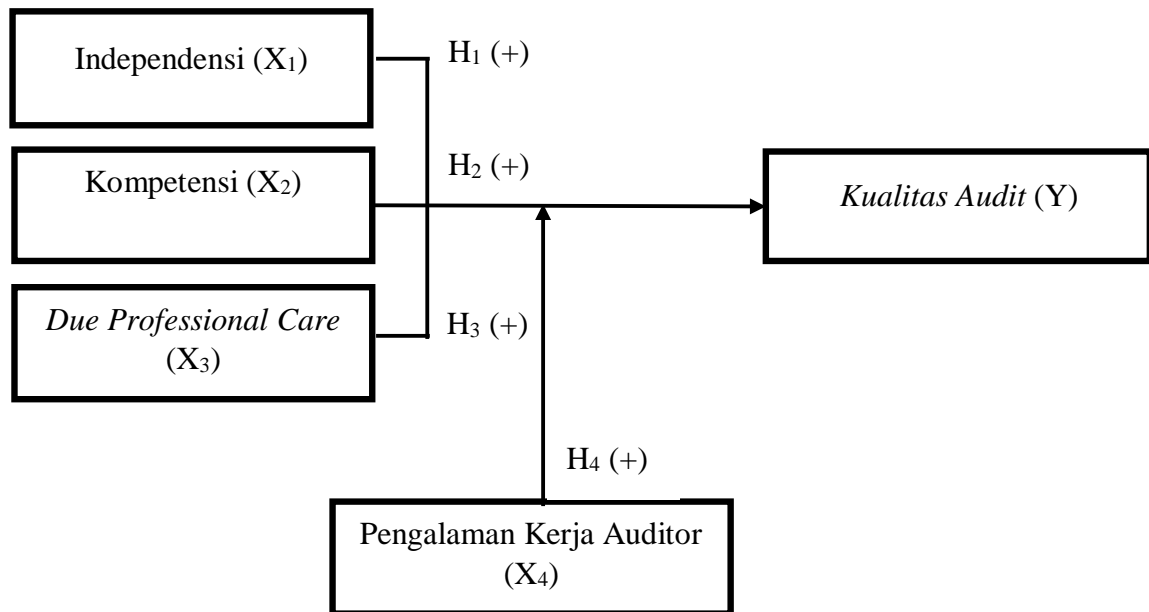 Independensi (X₁)
H₁ (+)
Kompetensi (X₂)
H₂ (+)
Kualitas Audit (Y)
Due Professional Care
(X₃)
H₃ (+)
H₄ (+)
Pengalaman Kerja Auditor
(X₄)